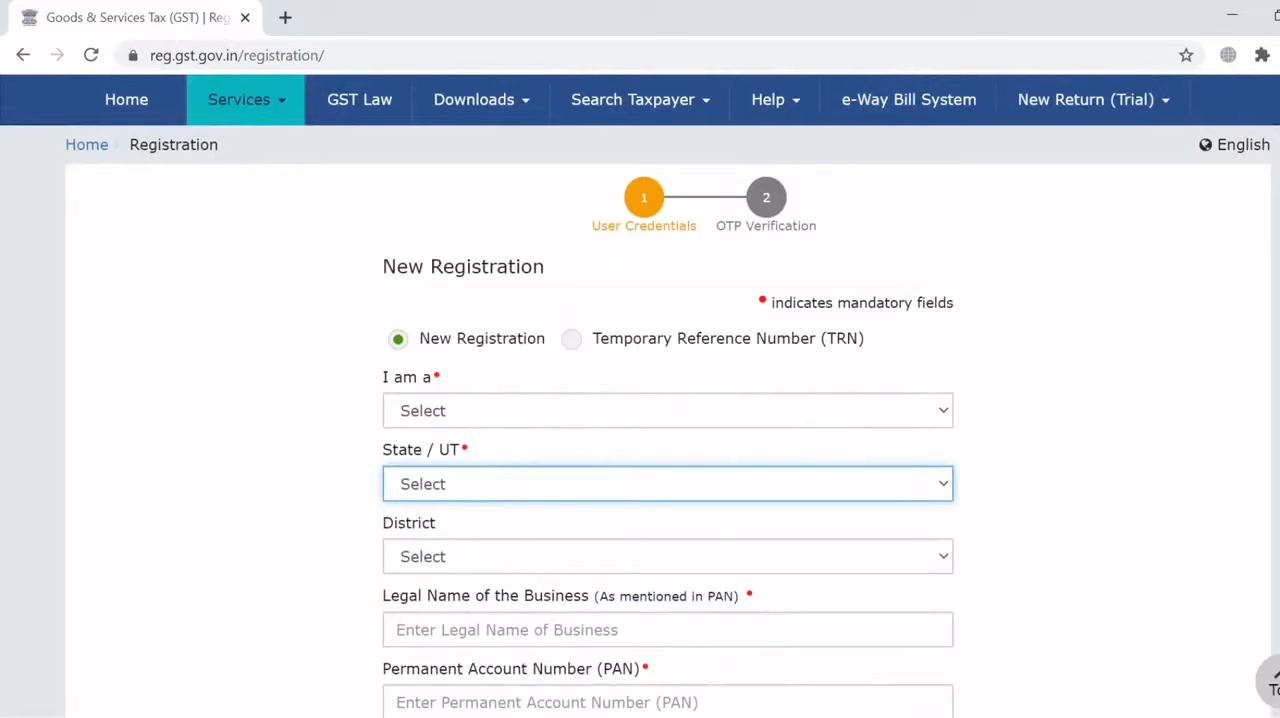 Goods & Services Tax (GST) | Reg
reg.gst.gov.in/registration/
Home Services GST Law Downloads Search Taxpayer Help e-Way Bill System New Return (Trial)
Home Registration English
1 2
User Credentials OTP Verification
New Registration
indicates mandatory fields
New Registration Temporary Reference Number (TRN)
I am a
Select
State / UT
Select
District
Select
Legal Name of the Business (As mentioned in PAN)
Enter Legal Name of Business
Permanent Account Number (PAN)
Enter Permanent Account Number (PAN)